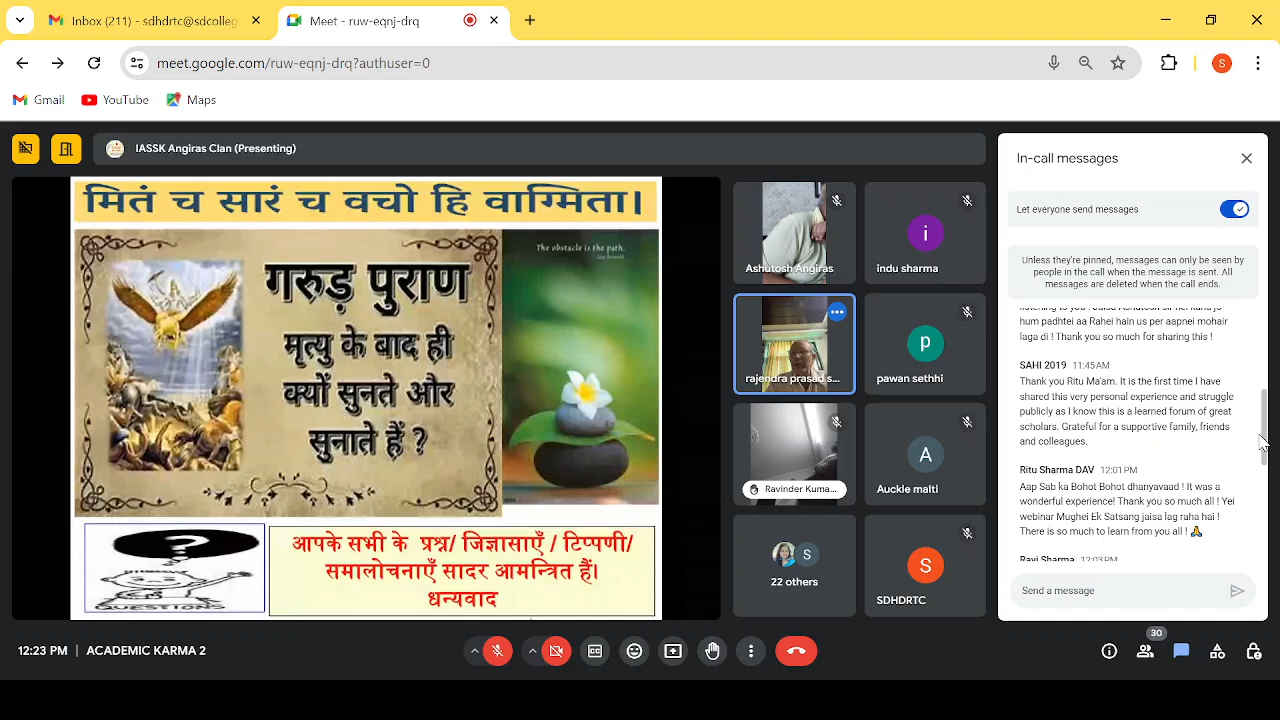 Inbox (211) - sdhdrtc@sdcolleg
Meet - ruw-eqnj-drq
meet.google.com/ruw-eqnj-drq?authuser=0
S
Gmail
YouTube
Maps
IASSK Angiras Clan (Presenting)
मितं च सारं च वचो हि वाग्मिता।
गरुड़ पुराण
मृत्यु के बाद ही
क्यों सुनते और
सुनाते हैं ?
The obstacle is the path.
QUESTIONS
आपके सभी के प्रश्न/ जिज्ञासाएँ / टिप्पणी/
समालोचनाएँ सादर आमन्त्रित हैं।
धन्यवाद
Ashutosh Angiras
i
indu sharma
rajendra prasad s...
p
pawan sethhi
Ravinder Kuma...
A
Auckle malti
S
22 others
S
SDHDRTC
In-call messages
Let everyone send messages
Unless they're pinned, messages can only be seen by
people in the call when the message is sent. All
messages are deleted when the call ends.
hum padhtei aa Rahei hain us per aapnei mohair
laga di ! Thank you so much for sharing this !
SAHI 2019 11:45 AM
Thank you Ritu Ma'am. It is the first time I have
shared this very personal experience and struggle
publicly as I know this is a learned forum of great
scholars. Grateful for a supportive family, friends
and colleagues.
Ritu Sharma DAV 12:01 PM
Aap Sab ka Bohot Bohot dhanyavaad ! It was a
wonderful experience! Thank you so much all ! Yei
webinar Mughei Ek Satsang jaisa lag raha hai !
There is so much to learn from you all ! 🙏
Ravi Sharma 12:03 PM
Send a message
12:23 PM | ACADEMIC KARMA 2
30